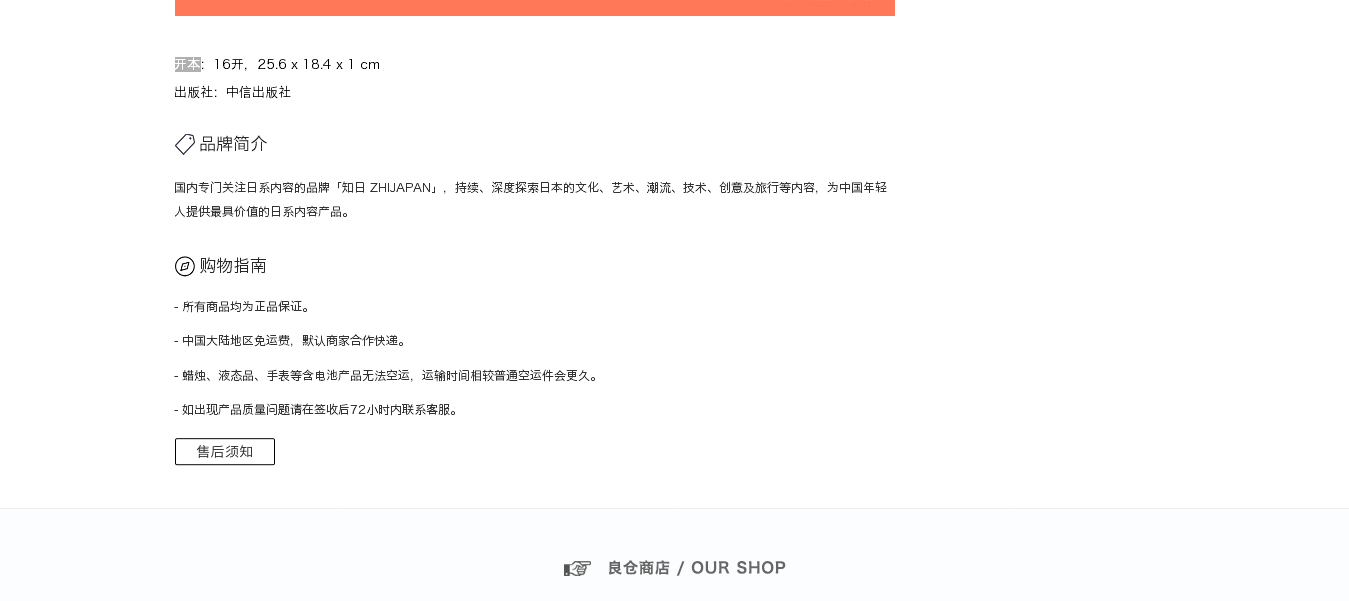 开本：16开，25.6 x 18.4 x 1 cm
出版社：中信出版社
品牌简介
国内专门关注日系内容的品牌「知日 ZHIJAPAN」，持续、深度探索日本的文化、艺术、潮流、技术、创意及旅行等内容，为中国年轻
人提供最具价值的日系内容产品。
购物指南
- 所有商品均为正品保证。
- 中国大陆地区免运费，默认商家合作快递。
- 蜡烛、液态品、手表等含电池产品无法空运，运输时间相较普通空运件会更久。
- 如出现产品质量问题请在签收后72小时内联系客服。
售后须知
良仓商店 / OUR SHOP